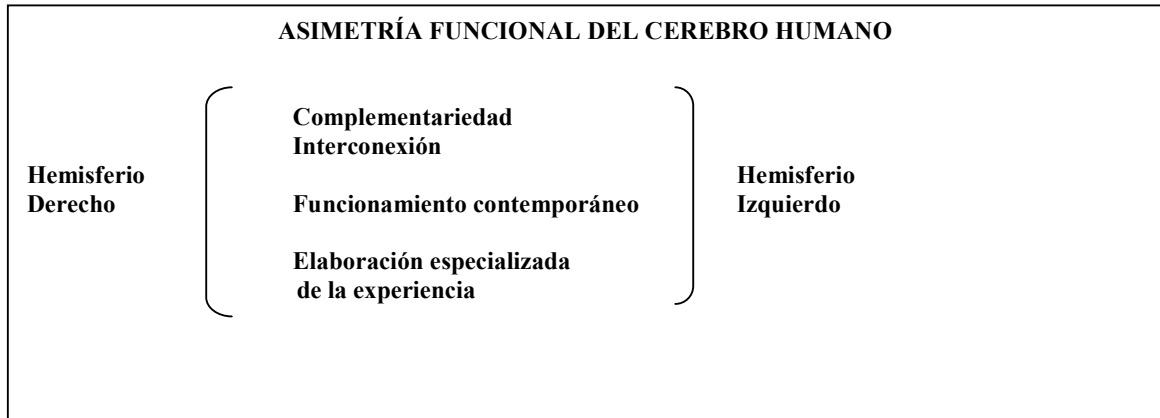 ASIMETRÍA FUNCIONAL DEL CEREBRO HUMANO
Hemisferio
Derecho
Complementariedad
Interconexión
Funcionamiento contemporáneo
Elaboración especializada
de la experiencia
Hemisferio
Izquierdo